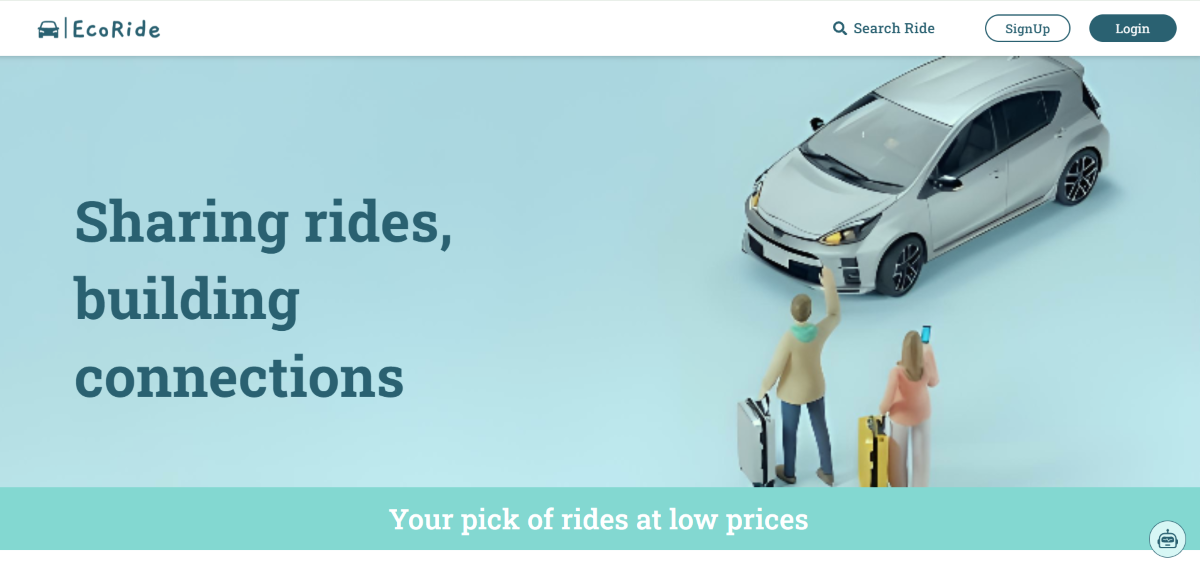 EcoRide
Search Ride
SignUp
Login
Sharing rides,
building
connections
Your pick of rides at low prices